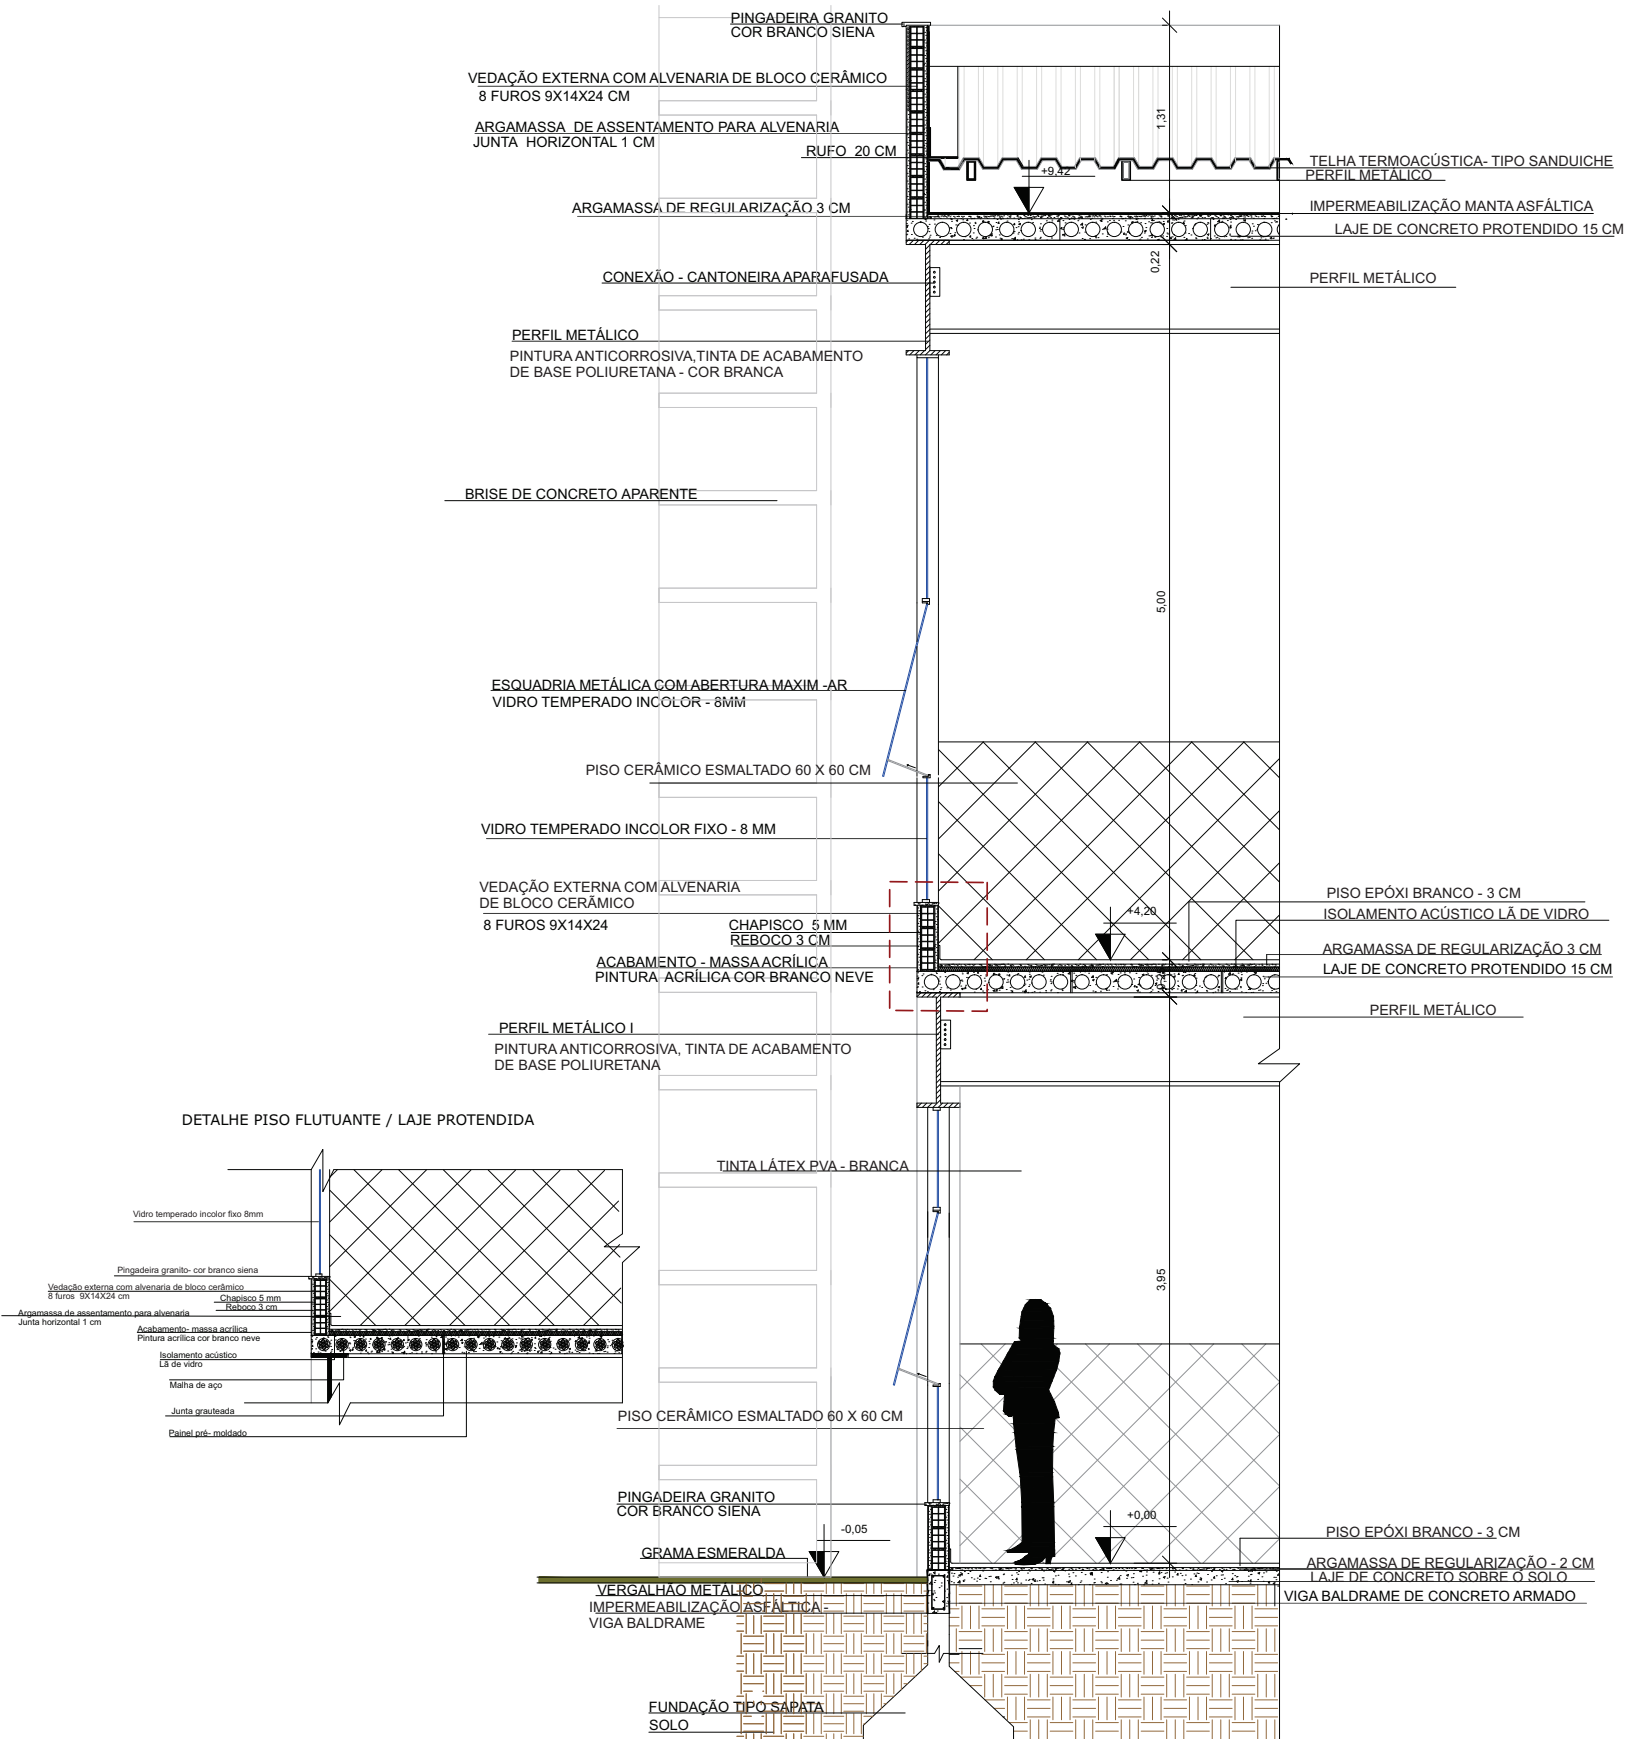 PINGADEIRA GRANITO
COR BRANCO SIENA
VEDAÇÃO EXTERNA COM ALVENARIA DE BLOCO CERÂMICO
8 FUROS 9X14X24 CM
ARGAMASSA DE ASSENTAMENTO PARA ALVENARIA
JUNTA HORIZONTAL 1 CM
RUFO 20 CM
ARGAMASSA DE REGULARIZAÇÃO 3 CM
CONEXÃO - CANTONEIRA APARAFUSADA
PERFIL METÁLICO
PINTURA ANTICORROSIVA,TINTA DE ACABAMENTO
DE BASE POLIURETANA - COR BRANCA
BRISE DE CONCRETO APARENTE
ESQUADRIA METÁLICA COM ABERTURA MAXIM -AR
VIDRO TEMPERADO INCOLOR - 8MM
PISO CERÂMICO ESMALTADO 60 X 60 CM
VIDRO TEMPERADO INCOLOR FIXO - 8 MM
VEDAÇÃO EXTERNA COM ALVENARIA
DE BLOCO CERÂMICO
8 FUROS 9X14X24
CHAPISCO 5 MM
REBOCO 3 CM
ACABAMENTO - MASSA ACRÍLICA
PINTURA ACRÍLICA COR BRANCO NEVE
PERFIL METÁLICO I
PINTURA ANTICORROSIVA, TINTA DE ACABAMENTO
DE BASE POLIURETANA
TINTA LÁTEX PVA - BRANCA
PISO CERÂMICO ESMALTADO 60 X 60 CM
PINGADEIRA GRANITO
COR BRANCO SIENA
-0,05
GRAMA ESMERALDA
VERGALHÃO METÁLICO
IMPERMEABILIZAÇÃO ASFÁLTICA -
VIGA BALDRAME
FUNDAÇÃO TIPO SAPATA
SOLO
1,31
+9,42
0,22
5,00
+4,20
3,95
+0,00
TELHA TERMOACÚSTICA- TIPO SANDUICHE
PERFIL METÁLICO
IMPERMEABILIZAÇÃO MANTA ASFÁLTICA
LAJE DE CONCRETO PROTENDIDO 15 CM
PERFIL METÁLICO
PISO EPÓXI BRANCO - 3 CM
ISOLAMENTO ACÚSTICO LÃ DE VIDRO
ARGAMASSA DE REGULARIZAÇÃO 3 CM
LAJE DE CONCRETO PROTENDIDO 15 CM
PERFIL METÁLICO
PISO EPÓXI BRANCO - 3 CM
ARGAMASSA DE REGULARIZAÇÃO - 2 CM
LAJE DE CONCRETO SOBRE O SOLO
VIGA BALDRAME DE CONCRETO ARMADO
DETALHE PISO FLUTUANTE / LAJE PROTENDIDA
Vidro temperado incolor fixo 8mm
Pingadeira granito- cor branco siena
Vedação externa com alvenaria de bloco cerâmico
8 furos 9X14X24 cm
Chapisco 5 mm
Reboco 3 cm
Argamassa de assentamento para alvenaria
Junta horizontal 1 cm
Acabamento- massa acrílica
Pintura acrílica cor branco neve
Isolamento acústico
Lã de vidro
Malha de aço
Junta grauteada
Painel pré- moldado